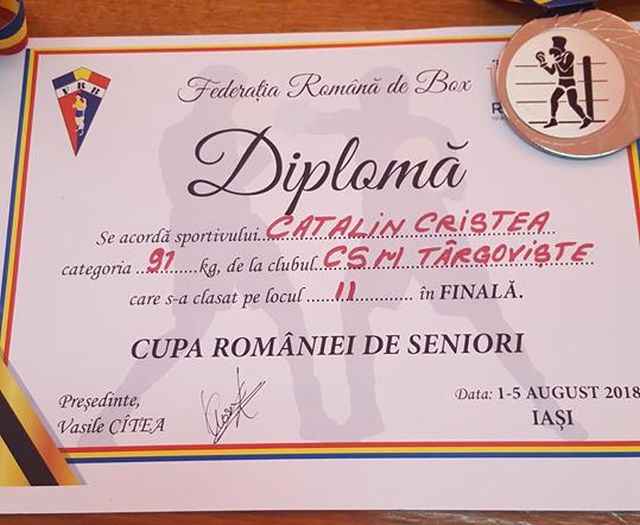 FRB
Federația Română de Box
Diplomă
Se acordă sportivului CATALIN CRISTEA
categoria 91 kg, de la clubul CSM TÂRGOVIȘTE
care s-a clasat pe locul II în FINALĂ.
CUPA ROMÂNIEI DE SENIORI
Președinte,
Vasile CÎTEA
Data: 1-5 AUGUST 2018
IAȘI